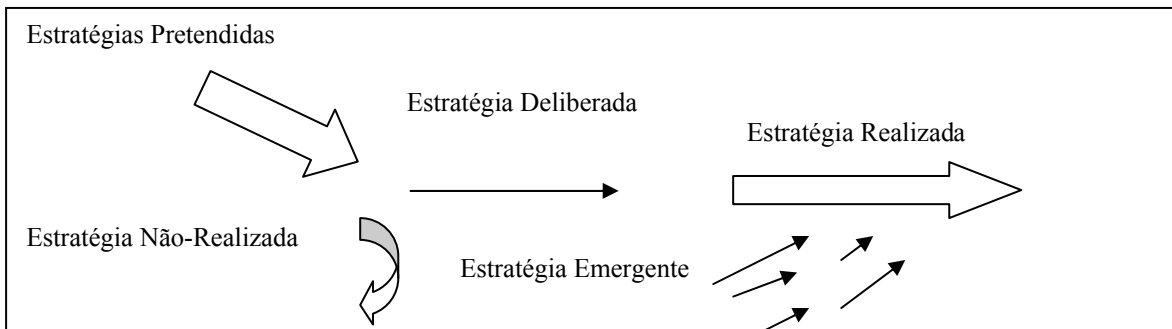 Estratégias Pretendidas
Estratégia Deliberada
Estratégia Realizada
Estratégia Não-Realizada
Estratégia Emergente